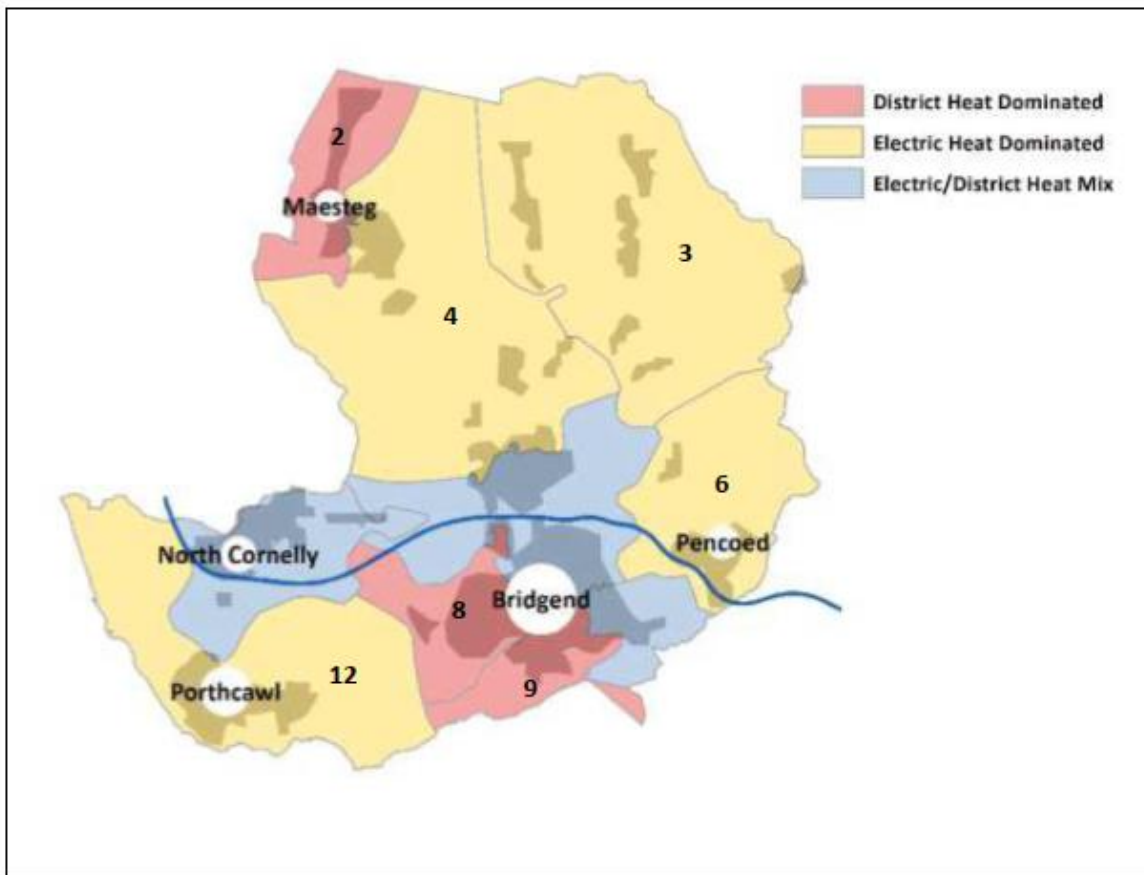 District Heat Dominated
Electric Heat Dominated
Electric/District Heat Mix
2
Maesteg
3
4
6
Pencoed
North Cornelly
Bridgend
8
12
Porthcawl
9